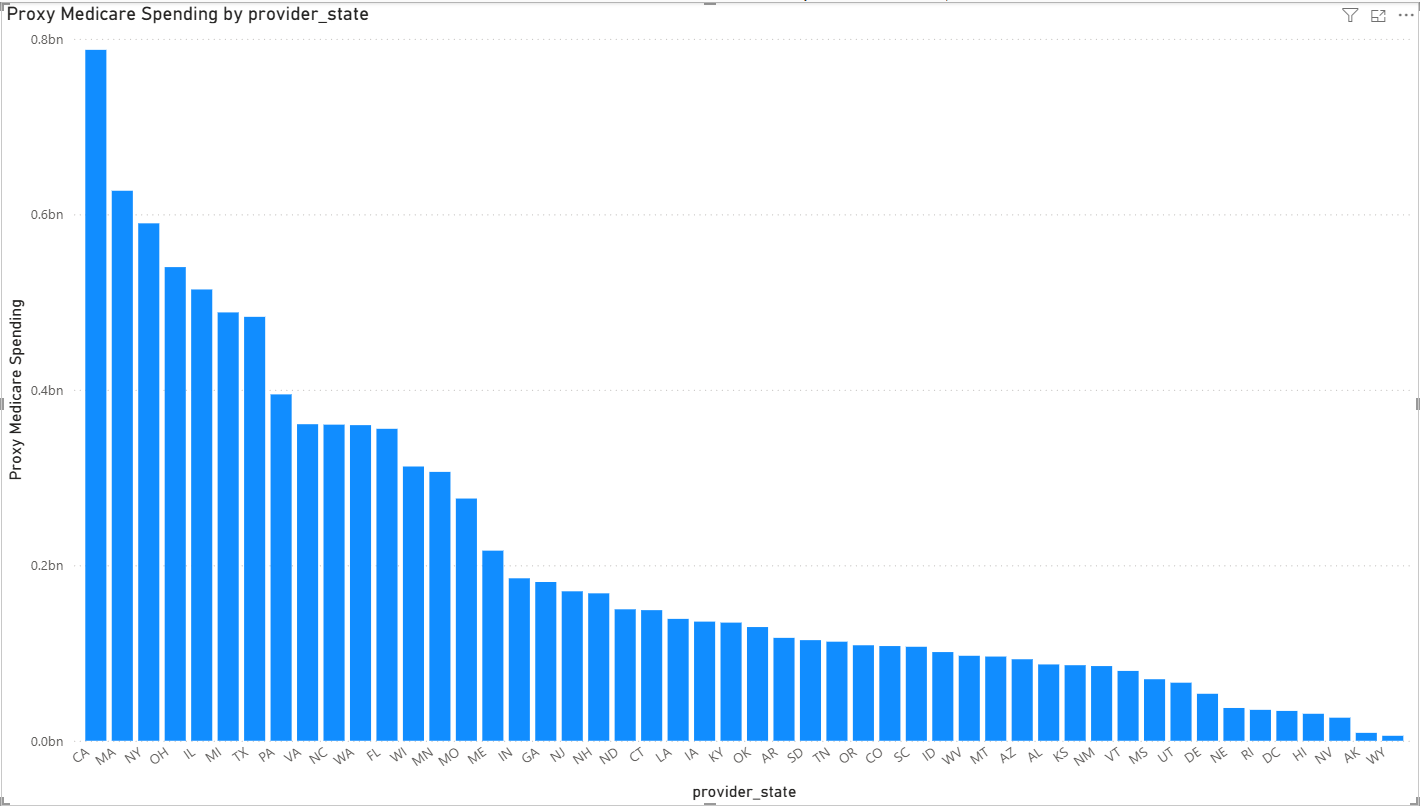 Proxy Medicare Spending by provider_state
0.8bn
0.6bn
0.4bn
0.2bn
0.0bn
Proxy Medicare Spending
CA MA NY OH IL MI TX PA VA NC WA FL WI MN MO ME IN GA NJ NH ND CT LA IA KY OK AR SD TN OR CO SC ID WV MT AZ AL KS NM VT MS UT DE NE RI DC HI NV AK WY
provider_state